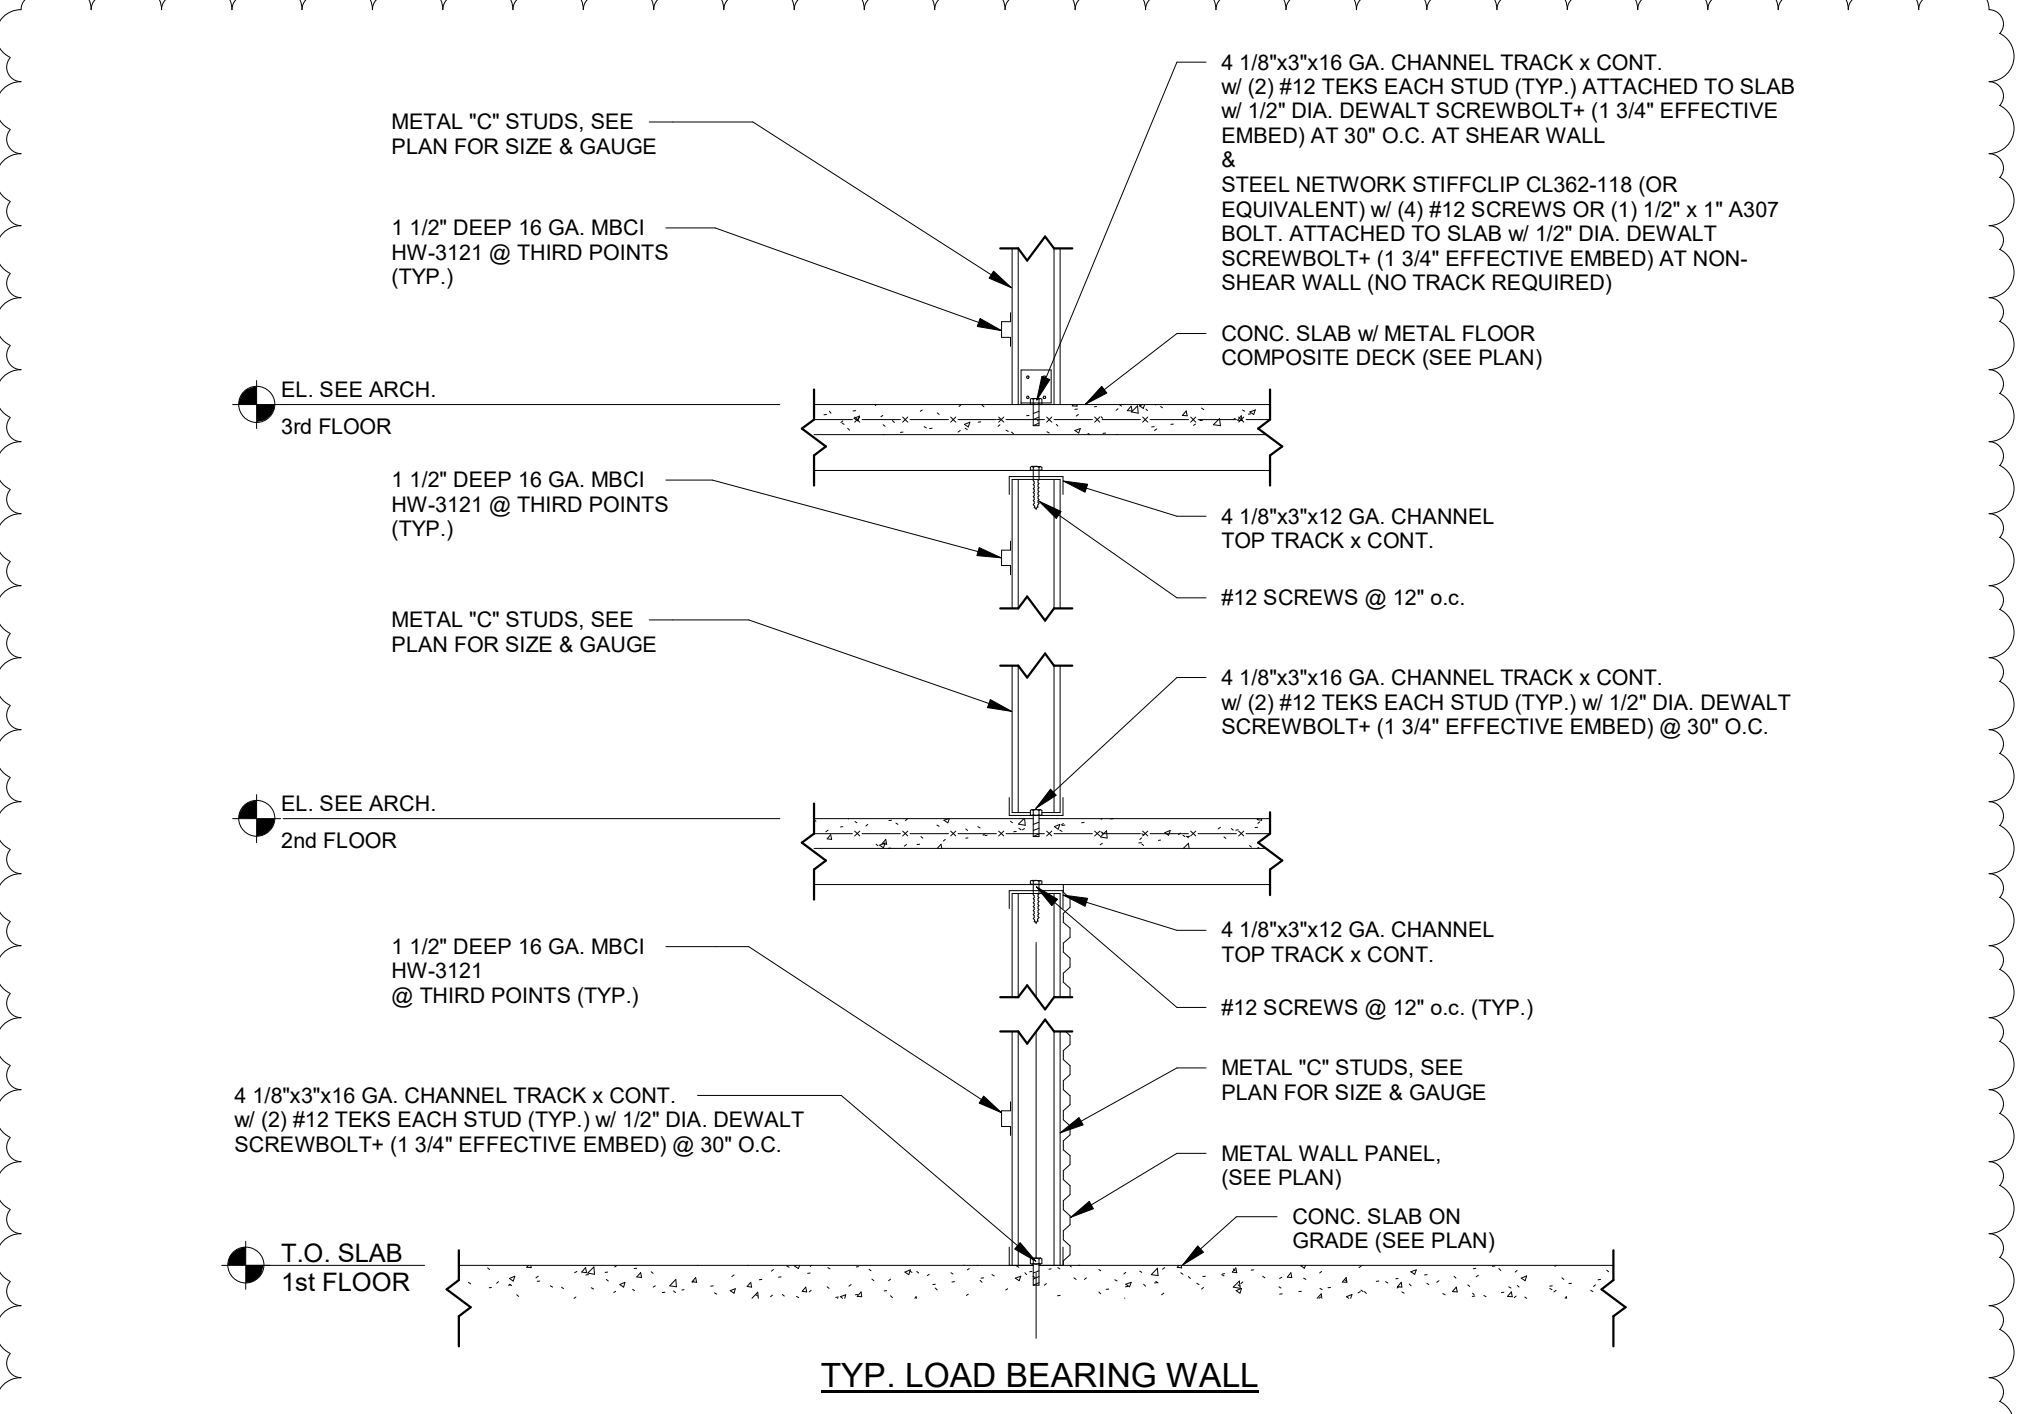 4 1/8"x3"x16 GA. CHANNEL TRACK x CONT.
w/ (2) #12 TEKS EACH STUD (TYP.) ATTACHED TO SLAB
w/ 1/2" DIA. DEWALT SCREWBOLT+ (1 3/4" EFFECTIVE
EMBED) AT 30" O.C. AT SHEAR WALL
&
STEEL NETWORK STIFFCLIP CL362-118 (OR
EQUIVALENT) w/ (4) #12 SCREWS OR (1) 1/2" x 1" A307
BOLT. ATTACHED TO SLAB w/ 1/2" DIA. DEWALT
SCREWBOLT+ (1 3/4" EFFECTIVE EMBED) AT NON-
SHEAR WALL (NO TRACK REQUIRED)
METAL "C" STUDS, SEE
PLAN FOR SIZE & GAUGE
1 1/2" DEEP 16 GA. MBCI
HW-3121 @ THIRD POINTS
(TYP.)
CONC. SLAB w/ METAL FLOOR
COMPOSITE DECK (SEE PLAN)
EL. SEE ARCH.
3rd FLOOR
1 1/2" DEEP 16 GA. MBCI
HW-3121 @ THIRD POINTS
(TYP.)
4 1/8"x3"x12 GA. CHANNEL
TOP TRACK x CONT.
#12 SCREWS @ 12" o.c.
METAL "C" STUDS, SEE
PLAN FOR SIZE & GAUGE
4 1/8"x3"x16 GA. CHANNEL TRACK x CONT.
w/ (2) #12 TEKS EACH STUD (TYP.) w/ 1/2" DIA. DEWALT
SCREWBOLT+ (1 3/4" EFFECTIVE EMBED) @ 30" O.C.
EL. SEE ARCH.
2nd FLOOR
4 1/8"x3"x12 GA. CHANNEL
TOP TRACK x CONT.
1 1/2" DEEP 16 GA. MBCI
HW-3121
@ THIRD POINTS (TYP.)
#12 SCREWS @ 12" o.c. (TYP.)
METAL "C" STUDS, SEE
PLAN FOR SIZE & GAUGE
4 1/8"x3"x16 GA. CHANNEL TRACK x CONT.
w/ (2) #12 TEKS EACH STUD (TYP.) w/ 1/2" DIA. DEWALT
SCREWBOLT+ (1 3/4" EFFECTIVE EMBED) @ 30" O.C.
METAL WALL PANEL,
(SEE PLAN)
CONC. SLAB ON
GRADE (SEE PLAN)
T.O. SLAB
1st FLOOR
TYP. LOAD BEARING WALL